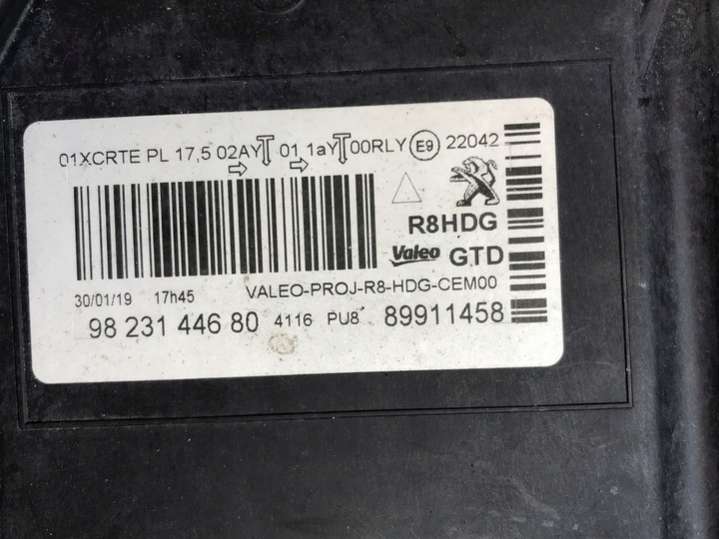 01XCRTE PL 17,5 02AY 01 1aY 00RLY E9 22042
R8HDG
Valeo GTD
30/01/19 17h45 VALEO-PROJ-R8-HDG-CEM00
98 231 446 80 4116 PU8 89911458